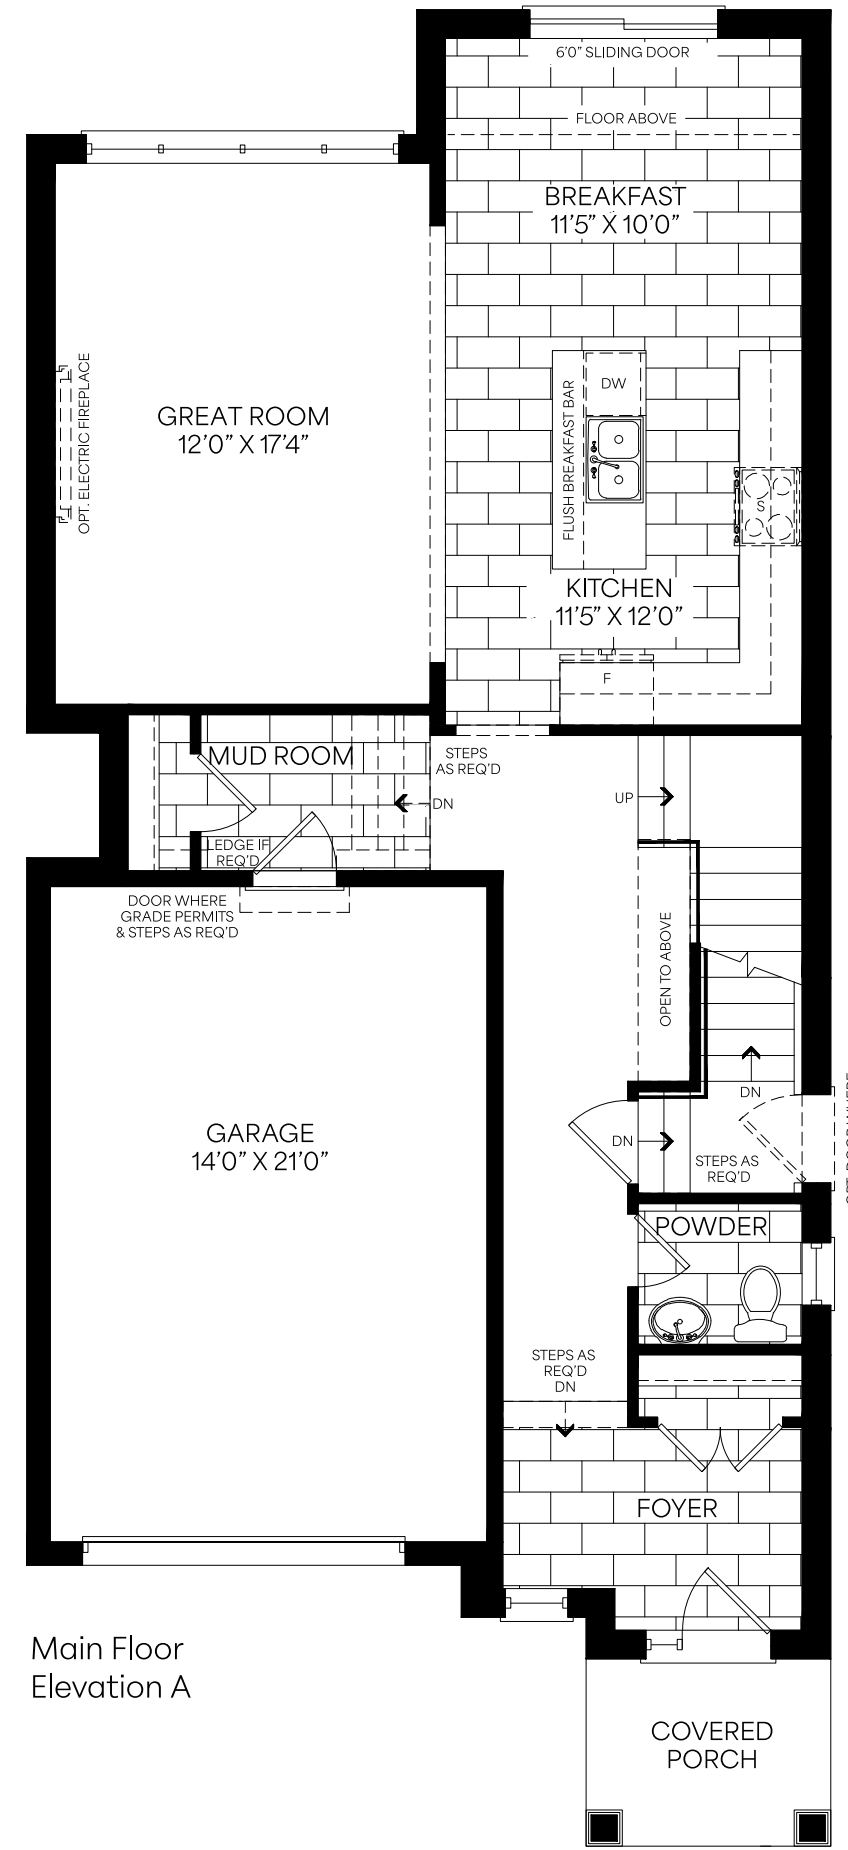 6'0" SLIDING DOOR
FLOOR ABOVE
BREAKFAST
11'5" X 10'0"
OPT. ELECTRIC FIREPLACE
GREAT ROOM
12'0" X 17'4"
FLUSH BREAKFAST BAR
DW
S
KITCHEN
11'5" X 12'0"
F
MUD ROOM
STEPS
AS REQ'D
DN
UP
LEDGE IF
REQ'D
DOOR WHERE
GRADE PERMITS
& STEPS AS REQ'D
OPEN TO ABOVE
DN
GARAGE
14'0" X 21'0"
DN
STEPS AS
REQ'D
POWDER
STEPS AS
REQ'D
DN
FOYER
Main Floor
Elevation A
COVERED
PORCH